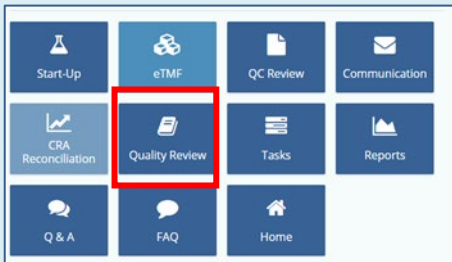 Start-Up
eTMF
QC Review
Communication
CRA
Reconciliation
Quality Review
Tasks
Reports
Q & A
FAQ
Home